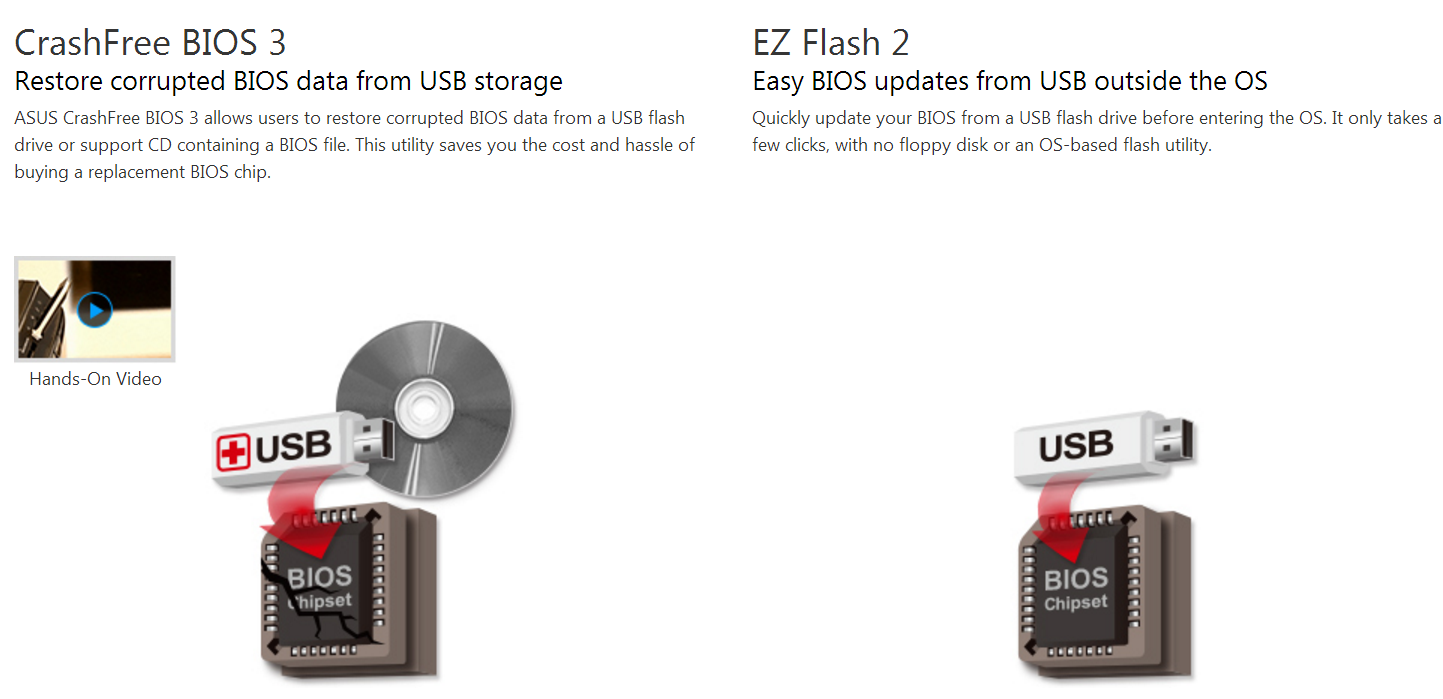 CrashFree BIOS 3
Restore corrupted BIOS data from USB storage
ASUS CrashFree BIOS 3 allows users to restore corrupted BIOS data from a USB flash
drive or support CD containing a BIOS file. This utility saves you the cost and hassle of
buying a replacement BIOS chip.
Hands-On Video
USB
BIOS
Chipset
EZ Flash 2
Easy BIOS updates from USB outside the OS
Quickly update your BIOS from a USB flash drive before entering the OS. It only takes a
few clicks, with no floppy disk or an OS-based flash utility.
USB
BIOS
Chipset